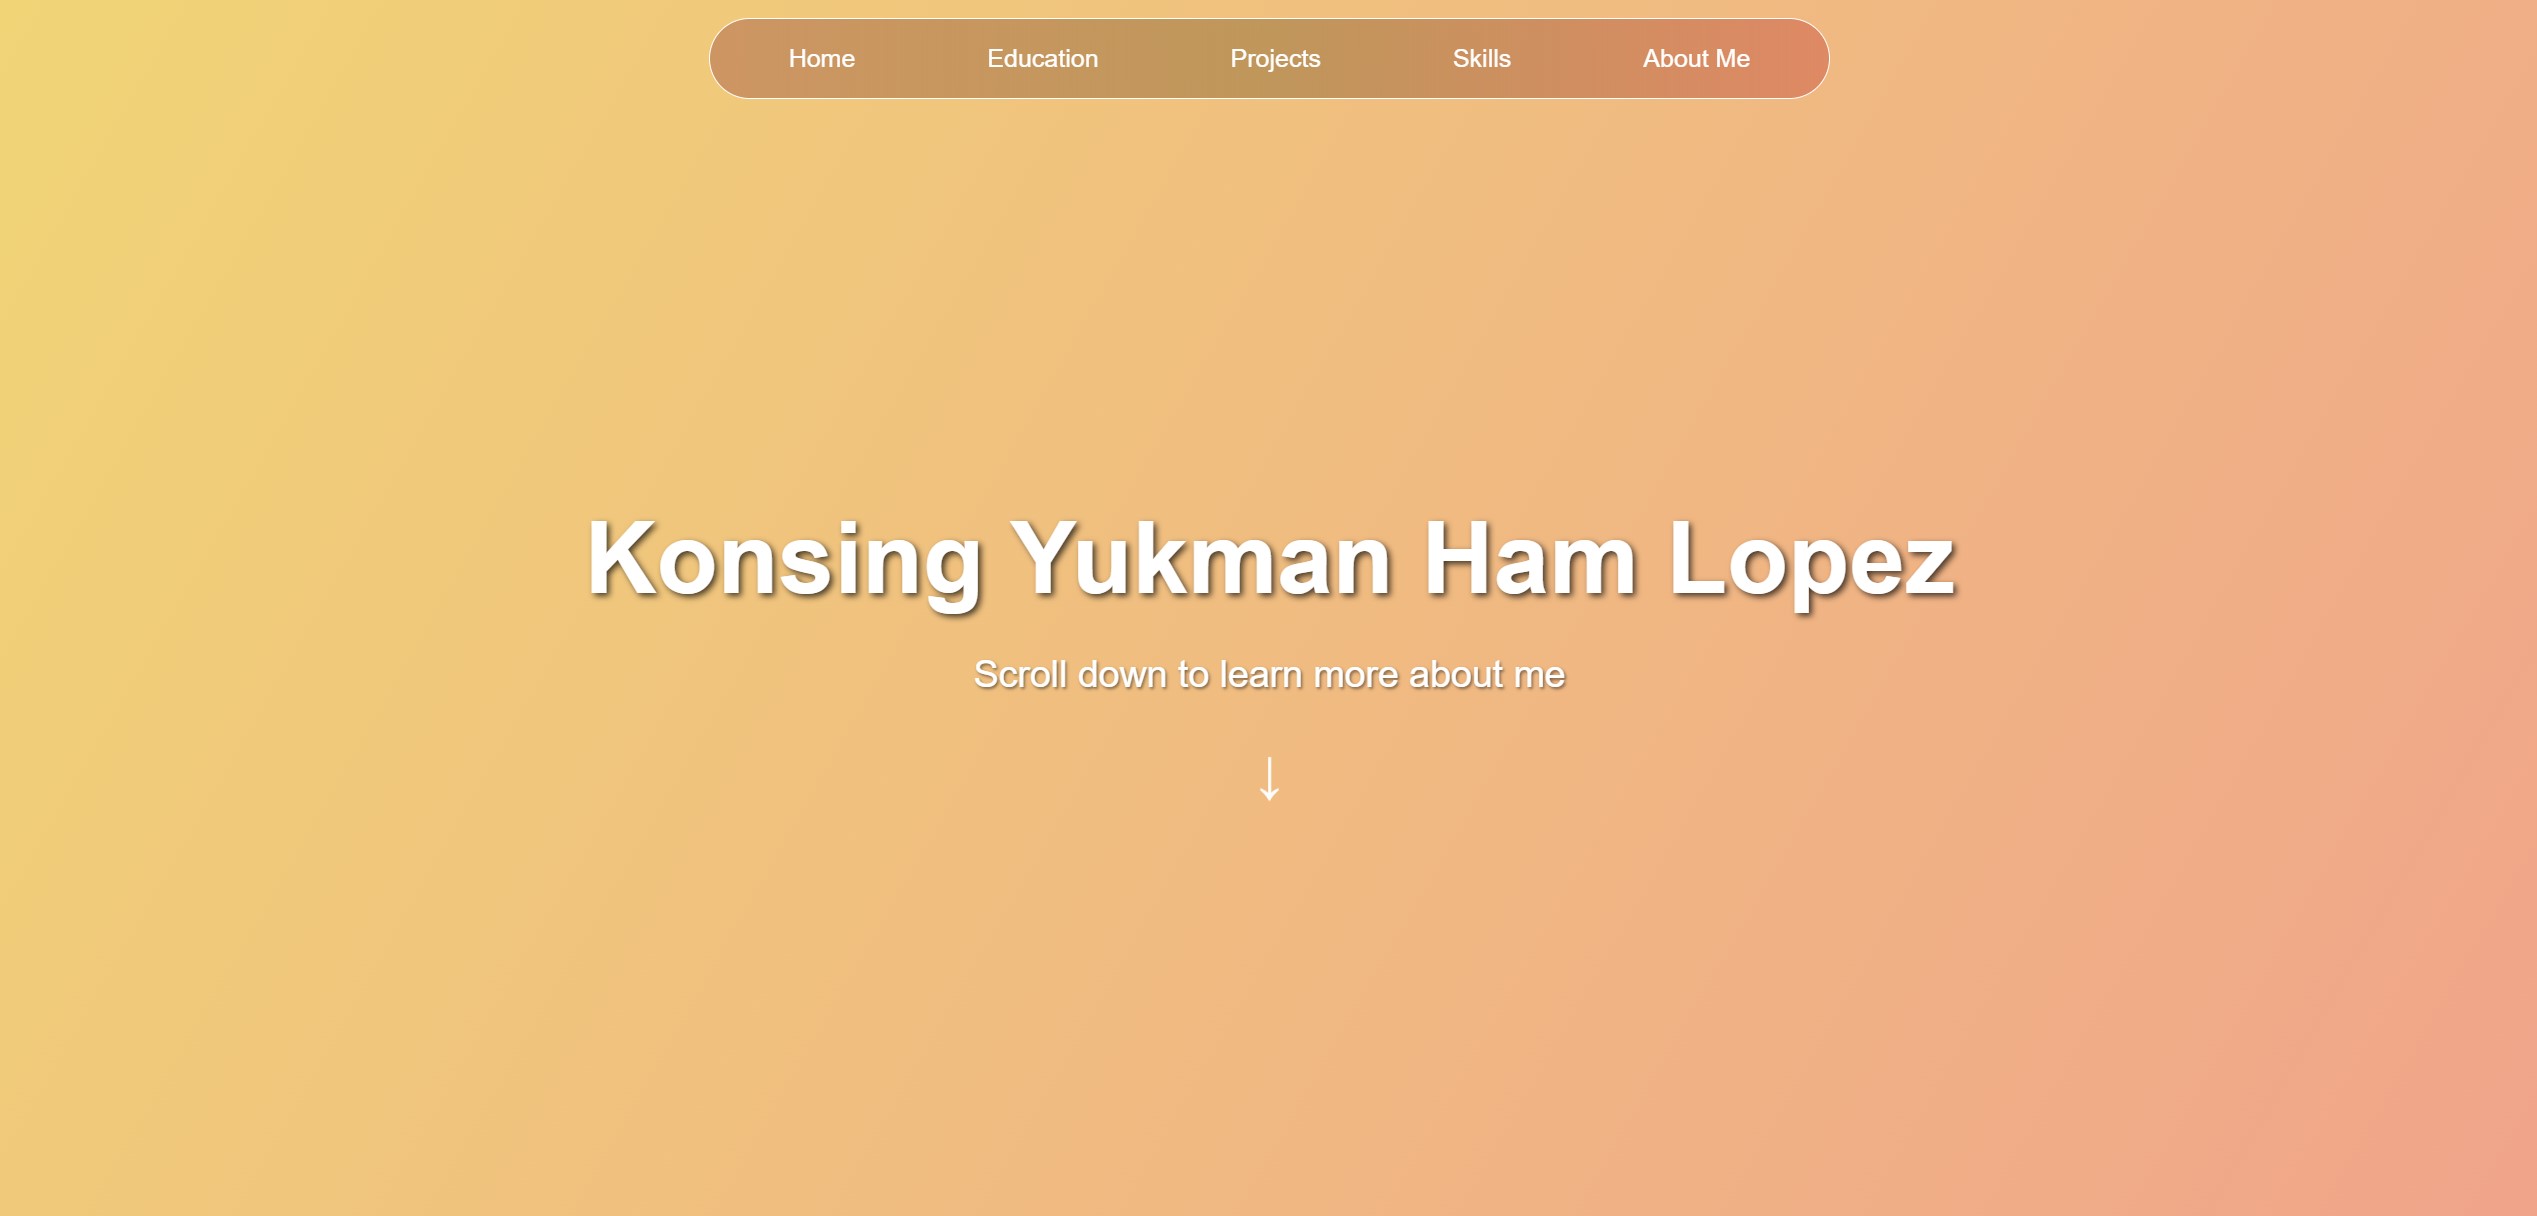 Home Education Projects Skills About Me
Konsing Yukman Ham Lopez
Scroll down to learn more about me
↓